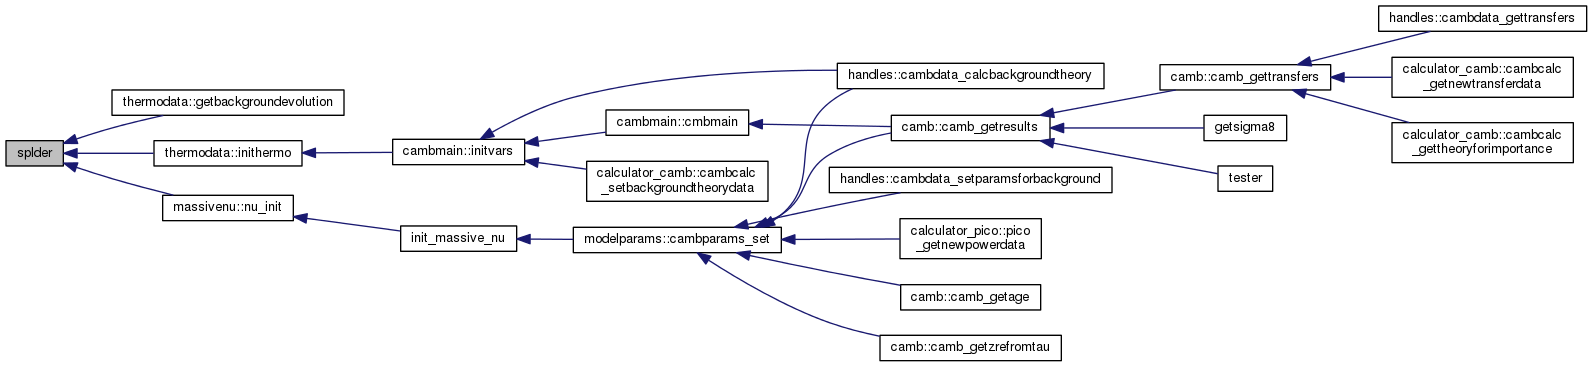 splder
thermodata::getbackgroundevolution
thermodata::inithermo
massivenu::nu_init
cambmain::initvars
init_massive_nu
cambmain::cmbmain
calculator_camb::cambcalc
_setbackgroundtheorydata
modelparams::cambparams_set
handles::cambdata_calcbackgroundtheory
camb::camb_getresults
handles::cambdata_setparamsforbackground
calculator_pico::pico
_getnewpowerdata
camb::camb_getage
camb::camb_getzrefromtau
camb::camb_gettransfers
getsigma8
tester
handles::cambdata_gettransfers
calculator_camb::cambcalc
_getnewtransferdata
calculator_camb::cambcalc
_gettheoryforimportance